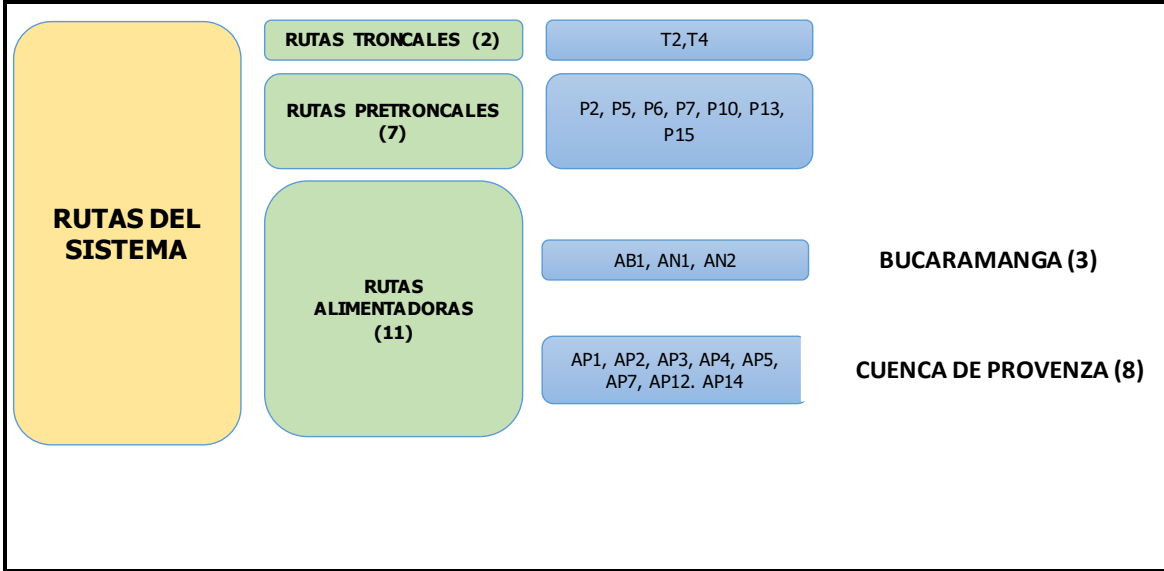 RUTAS DEL
SISTEMA
RUTAS TRONCALES (2)
T2,T4
RUTAS PRETRONCALES
(7)
P2, P5, P6, P7, P10, P13,
P15
RUTAS
ALIMENTADORAS
(11)
AB1, AN1, AN2
BUCARAMANGA (3)
AP1, AP2, AP3, AP4, AP5,
AP7, AP12. AP14
CUENCA DE PROVENZA (8)